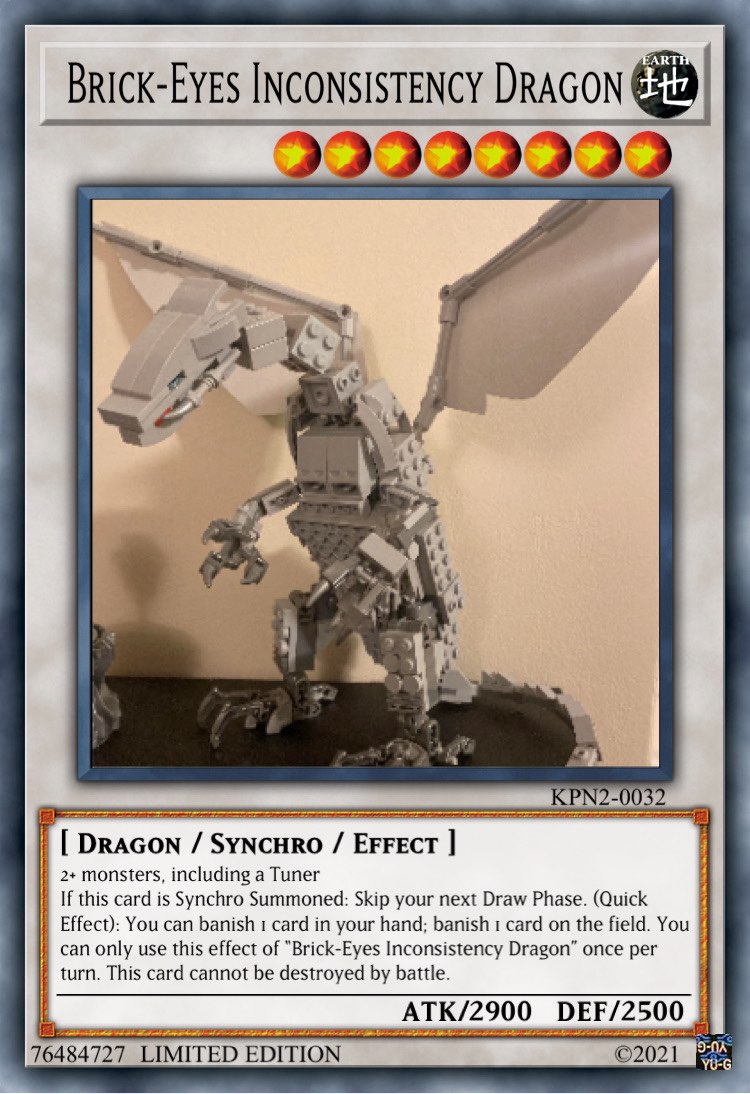 Brick-Eyes Inconsistency Dragon
EARTH
地
KPN2-0032
[ Dragon / Synchro / Effect ]
2+ monsters, including a Tuner
If this card is Synchro Summoned: Skip your next Draw Phase. (Quick
Effect): You can banish 1 card in your hand; banish 1 card on the field. You
can only use this effect of “Brick-Eyes Inconsistency Dragon” once per
turn. This card cannot be destroyed by battle.
ATK/2900 DEF/2500
76484727 LIMITED EDITION ©2021